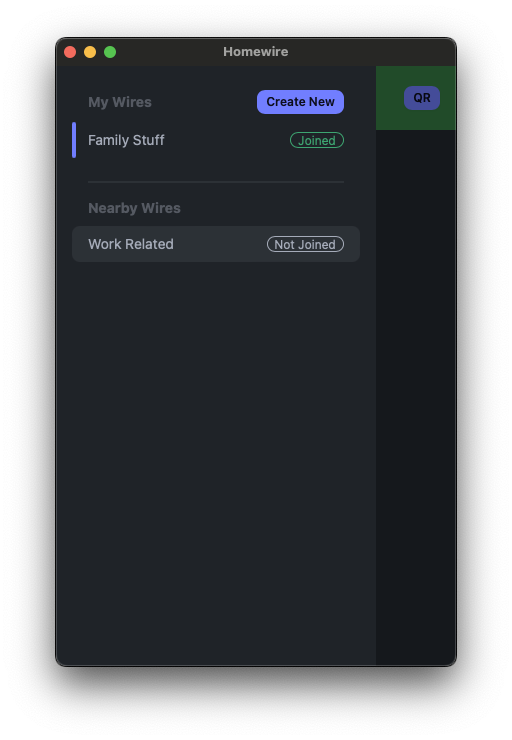 Homewire
My Wires
Create New
QR
Family Stuff
Joined
Nearby Wires
Work Related
Not Joined